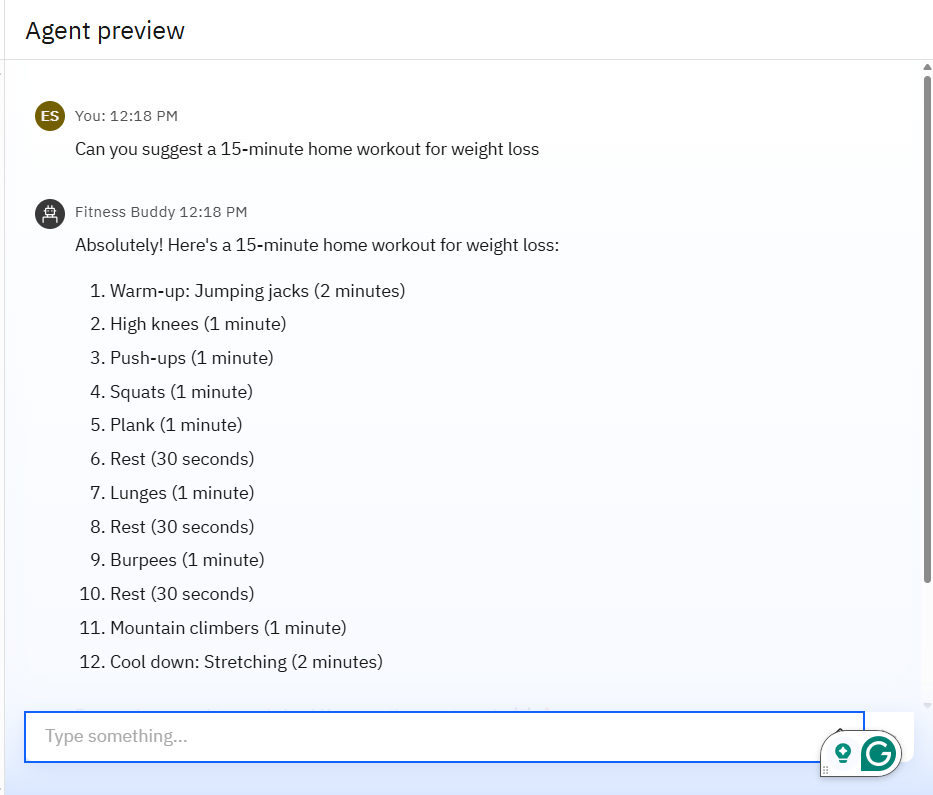 Agent preview
ES
You: 12:18 PM
Can you suggest a 15-minute home workout for weight loss
Fitness Buddy 12:18 PM
Absolutely! Here's a 15-minute home workout for weight loss:
1. Warm-up: Jumping jacks (2 minutes)
2. High knees (1 minute)
3. Push-ups (1 minute)
4. Squats (1 minute)
5. Plank (1 minute)
6. Rest (30 seconds)
7. Lunges (1 minute)
8. Rest (30 seconds)
9. Burpees (1 minute)
10. Rest (30 seconds)
11. Mountain climbers (1 minute)
12. Cool down: Stretching (2 minutes)
Type something...
G